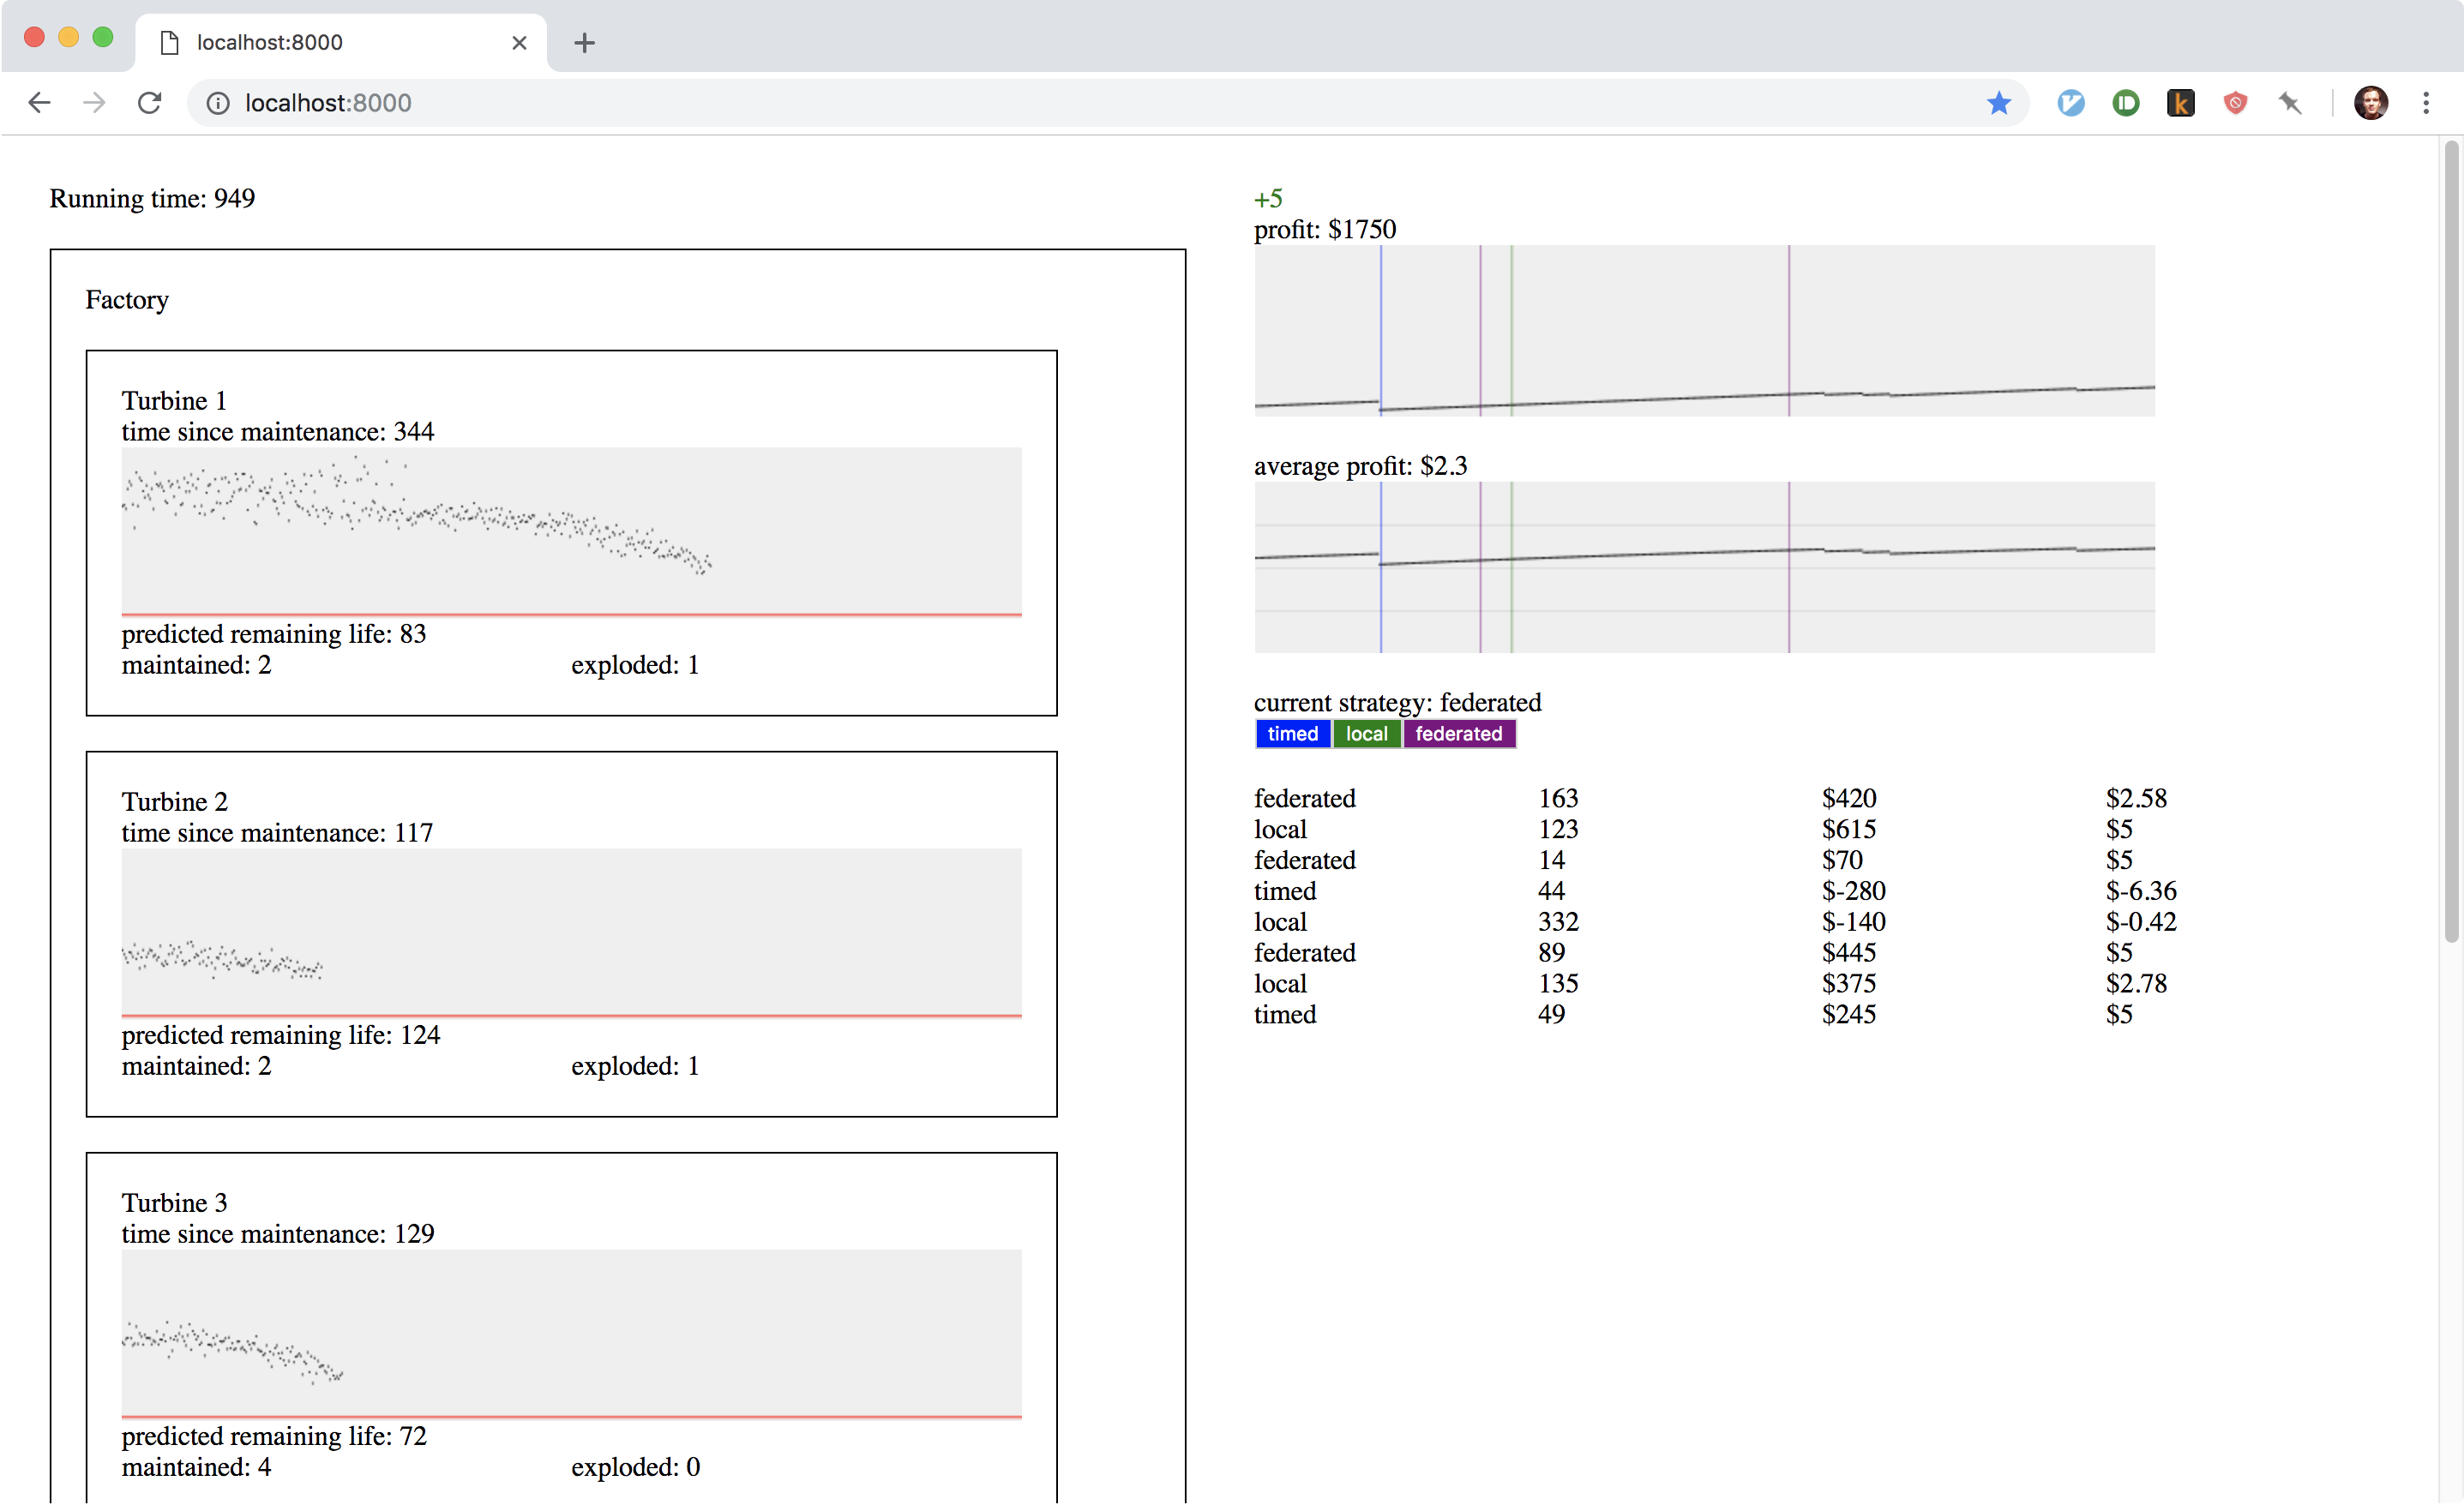 localhost:8000
localhost:8000
Running time: 949
Factory
Turbine 1
time since maintenance: 344
predicted remaining life: 83
maintained: 2 exploded: 1
Turbine 2
time since maintenance: 117
predicted remaining life: 124
maintained: 2 exploded: 1
Turbine 3
time since maintenance: 129
predicted remaining life: 72
maintained: 4 exploded: 0
+5
profit: $1750
average profit: $2.3
current strategy: federated
timed local federated
federated 163 $420 $2.58
local 123 $615 $5
federated 14 $70 $5
timed 44 $-280 $-6.36
local 332 $-140 $-0.42
federated 89 $445 $5
local 135 $375 $2.78
timed 49 $245 $5